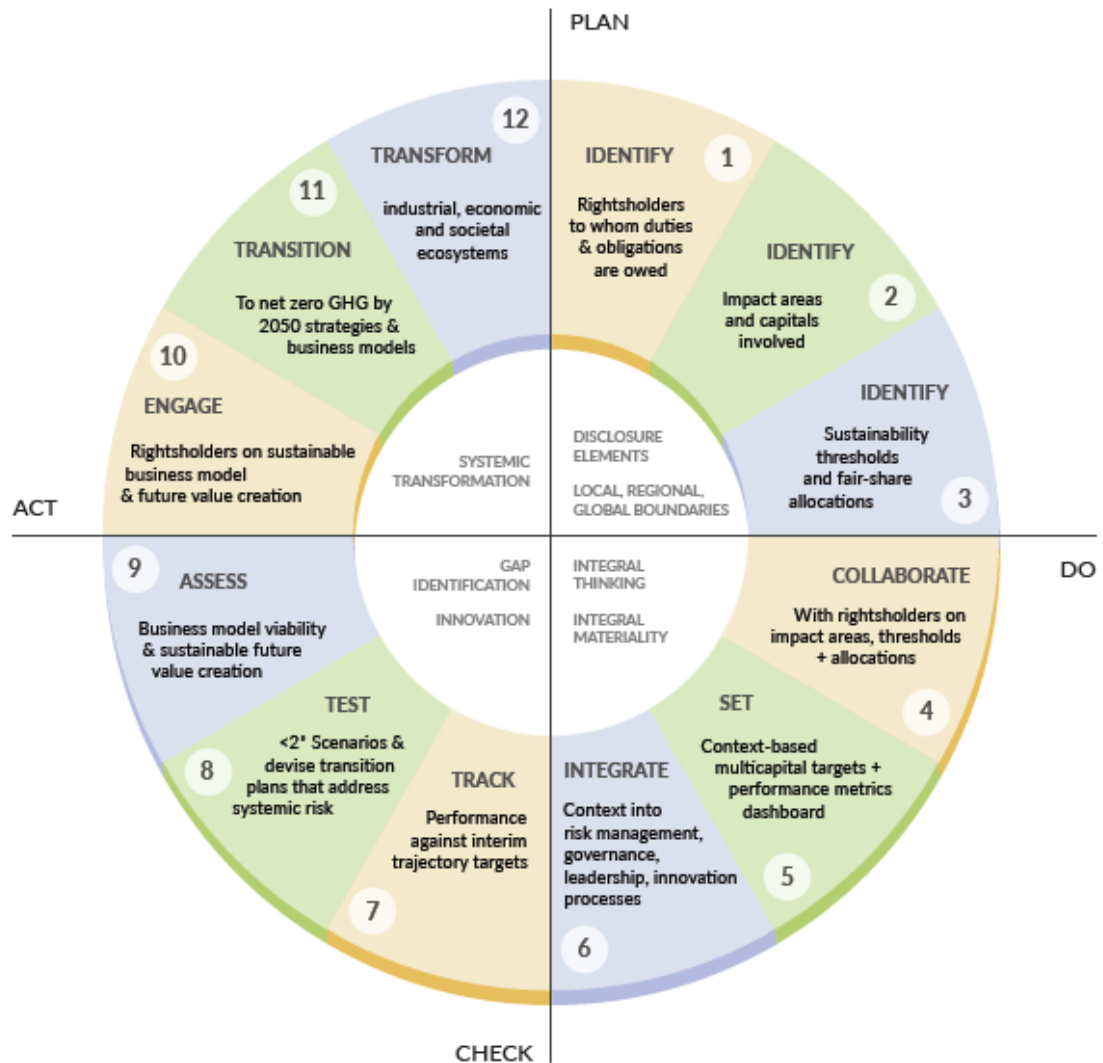 PLAN
1
IDENTIFY
Rightsholders
to whom duties
& obligations
are owed
2
IDENTIFY
Impact areas
and capitals
involved
3
IDENTIFY
Sustainability
thresholds
and fair-share
allocations
DISCLOSURE
ELEMENTS
LOCAL, REGIONAL,
GLOBAL BOUNDARIES
DO
COLLABORATE
With rightsholders on
impact areas, thresholds
+ allocations
4
SET
Context-based
multicapital targets +
performance metrics
dashboard
5
INTEGRATE
Context into
risk management,
governance,
leadership, innovation
processes
6
INTEGRAL
THINKING
INTEGRAL
MATERIALITY
CHECK
TRACK
Performance
against interim
trajectory targets
7
TEST
<2° Scenarios &
devise transition
plans that address
systemic risk
8
9
ASSESS
Business model viability
& sustainable future
value creation
GAP
IDENTIFICATION
INNOVATION
ACT
10
ENGAGE
Rightsholders on sustainable
business model
& future value creation
11
TRANSITION
To net zero GHG by
2050 strategies &
business models
12
TRANSFORM
industrial, economic
and societal
ecosystems
SYSTEMIC
TRANSFORMATION